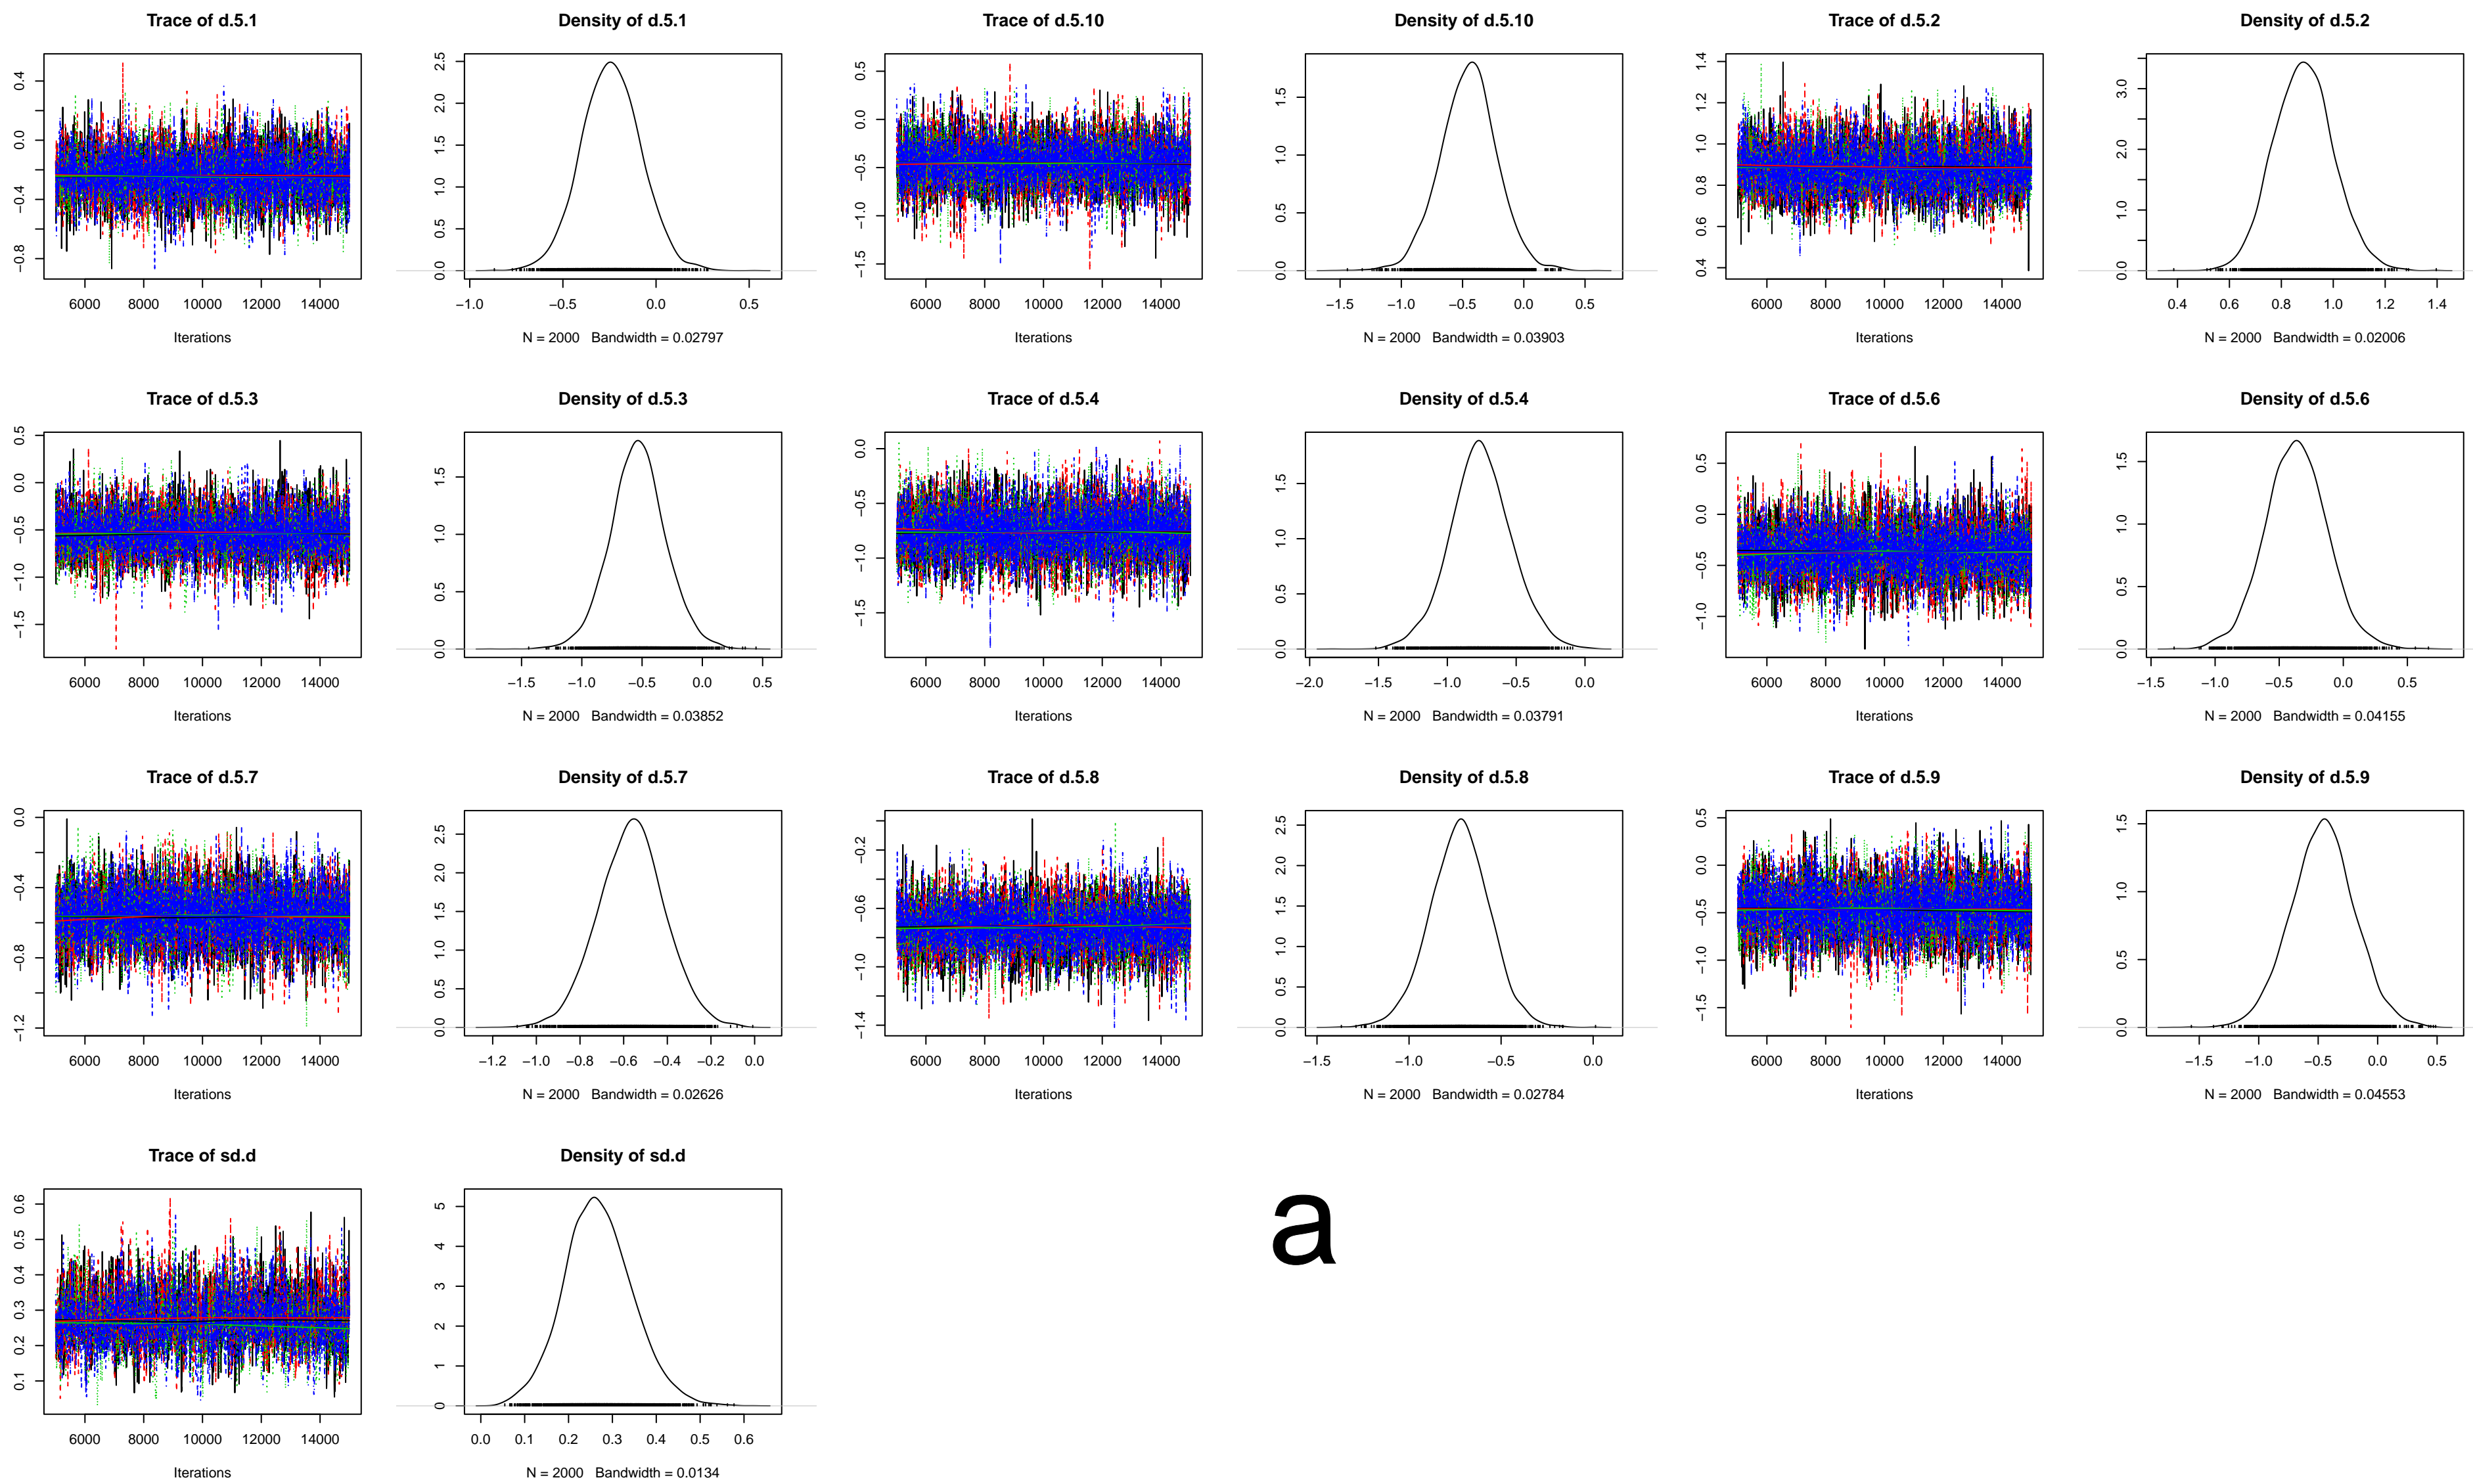 Trace of d.5.1
0.4
0.0
−0.4
−0.8
6000 8000 10000 12000 14000
Iterations
Density of d.5.1
2.5
2.0
1.5
1.0
0.5
0.0
−1.0 −0.5 0.0 0.5
N = 2000 Bandwidth = 0.02797
Trace of d.5.10
0.5
0.0
−0.5
−1.0
−1.5
6000 8000 10000 12000 14000
Iterations
Density of d.5.10
1.5
1.0
0.5
0.0
−1.5 −1.0 −0.5 0.0 0.5
N = 2000 Bandwidth = 0.03903
Trace of d.5.2
1.4
1.2
1.0
0.8
0.6
0.4
6000 8000 10000 12000 14000
Iterations
Density of d.5.2
3.0
2.0
1.0
0.0
0.4 0.6 0.8 1.0 1.2 1.4
N = 2000 Bandwidth = 0.02006
Trace of d.5.3
0.5
0.0
−0.5
−1.0
−1.5
6000 8000 10000 12000 14000
Iterations
Density of d.5.3
1.5
1.0
0.5
0.0
−1.5 −1.0 −0.5 0.0 0.5
N = 2000 Bandwidth = 0.03852
Trace of d.5.4
0.0
−0.5
−1.0
−1.5
6000 8000 10000 12000 14000
Iterations
Density of d.5.4
1.5
1.0
0.5
0.0
−2.0 −1.5 −1.0 −0.5 0.0
N = 2000 Bandwidth = 0.03791
Trace of d.5.6
0.5
0.0
−0.5
−1.0
6000 8000 10000 12000 14000
Iterations
Density of d.5.6
1.5
1.0
0.5
0.0
−1.5 −1.0 −0.5 0.0 0.5
N = 2000 Bandwidth = 0.04155
Trace of d.5.7
0.0
−0.4
−0.8
−1.2
6000 8000 10000 12000 14000
Iterations
Density of d.5.7
2.5
2.0
1.5
1.0
0.5
0.0
−1.2 −1.0 −0.8 −0.6 −0.4 −0.2 0.0
N = 2000 Bandwidth = 0.02626
Trace of d.5.8
−0.2
−0.6
−1.0
−1.4
6000 8000 10000 12000 14000
Iterations
Density of d.5.8
2.5
2.0
1.5
1.0
0.5
0.0
−1.5 −1.0 −0.5 0.0
N = 2000 Bandwidth = 0.02784
Trace of d.5.9
0.5
0.0
−0.5
−1.0
−1.5
6000 8000 10000 12000 14000
Iterations
Density of d.5.9
1.5
1.0
0.5
0.0
−1.5 −1.0 −0.5 0.0 0.5
N = 2000 Bandwidth = 0.04553
Trace of sd.d
0.6
0.5
0.4
0.3
0.2
0.1
6000 8000 10000 12000 14000
Iterations
Density of sd.d
5
4
3
2
1
0
0.0 0.1 0.2 0.3 0.4 0.5 0.6
N = 2000 Bandwidth = 0.0134
a